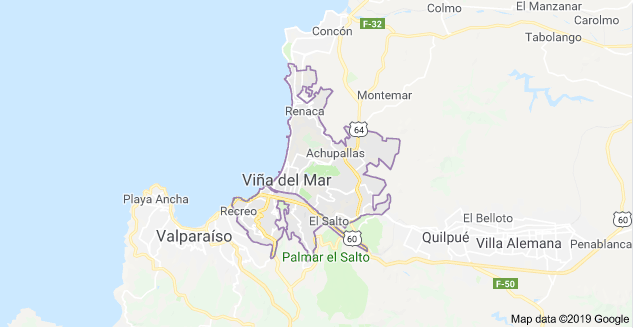 El Manzanar
Colmo
Carolmo
F-32
Concón
Tabolango
Montemar
Renaca
64
Achupallas
Viña del Mar
Playa Ancha
Recreo
El Salto
El Belloto
Valparaíso
60
Quilpué
Villa Alemana
Penablanca
Palmar el Salto
F-50
Map data ©2019 Google